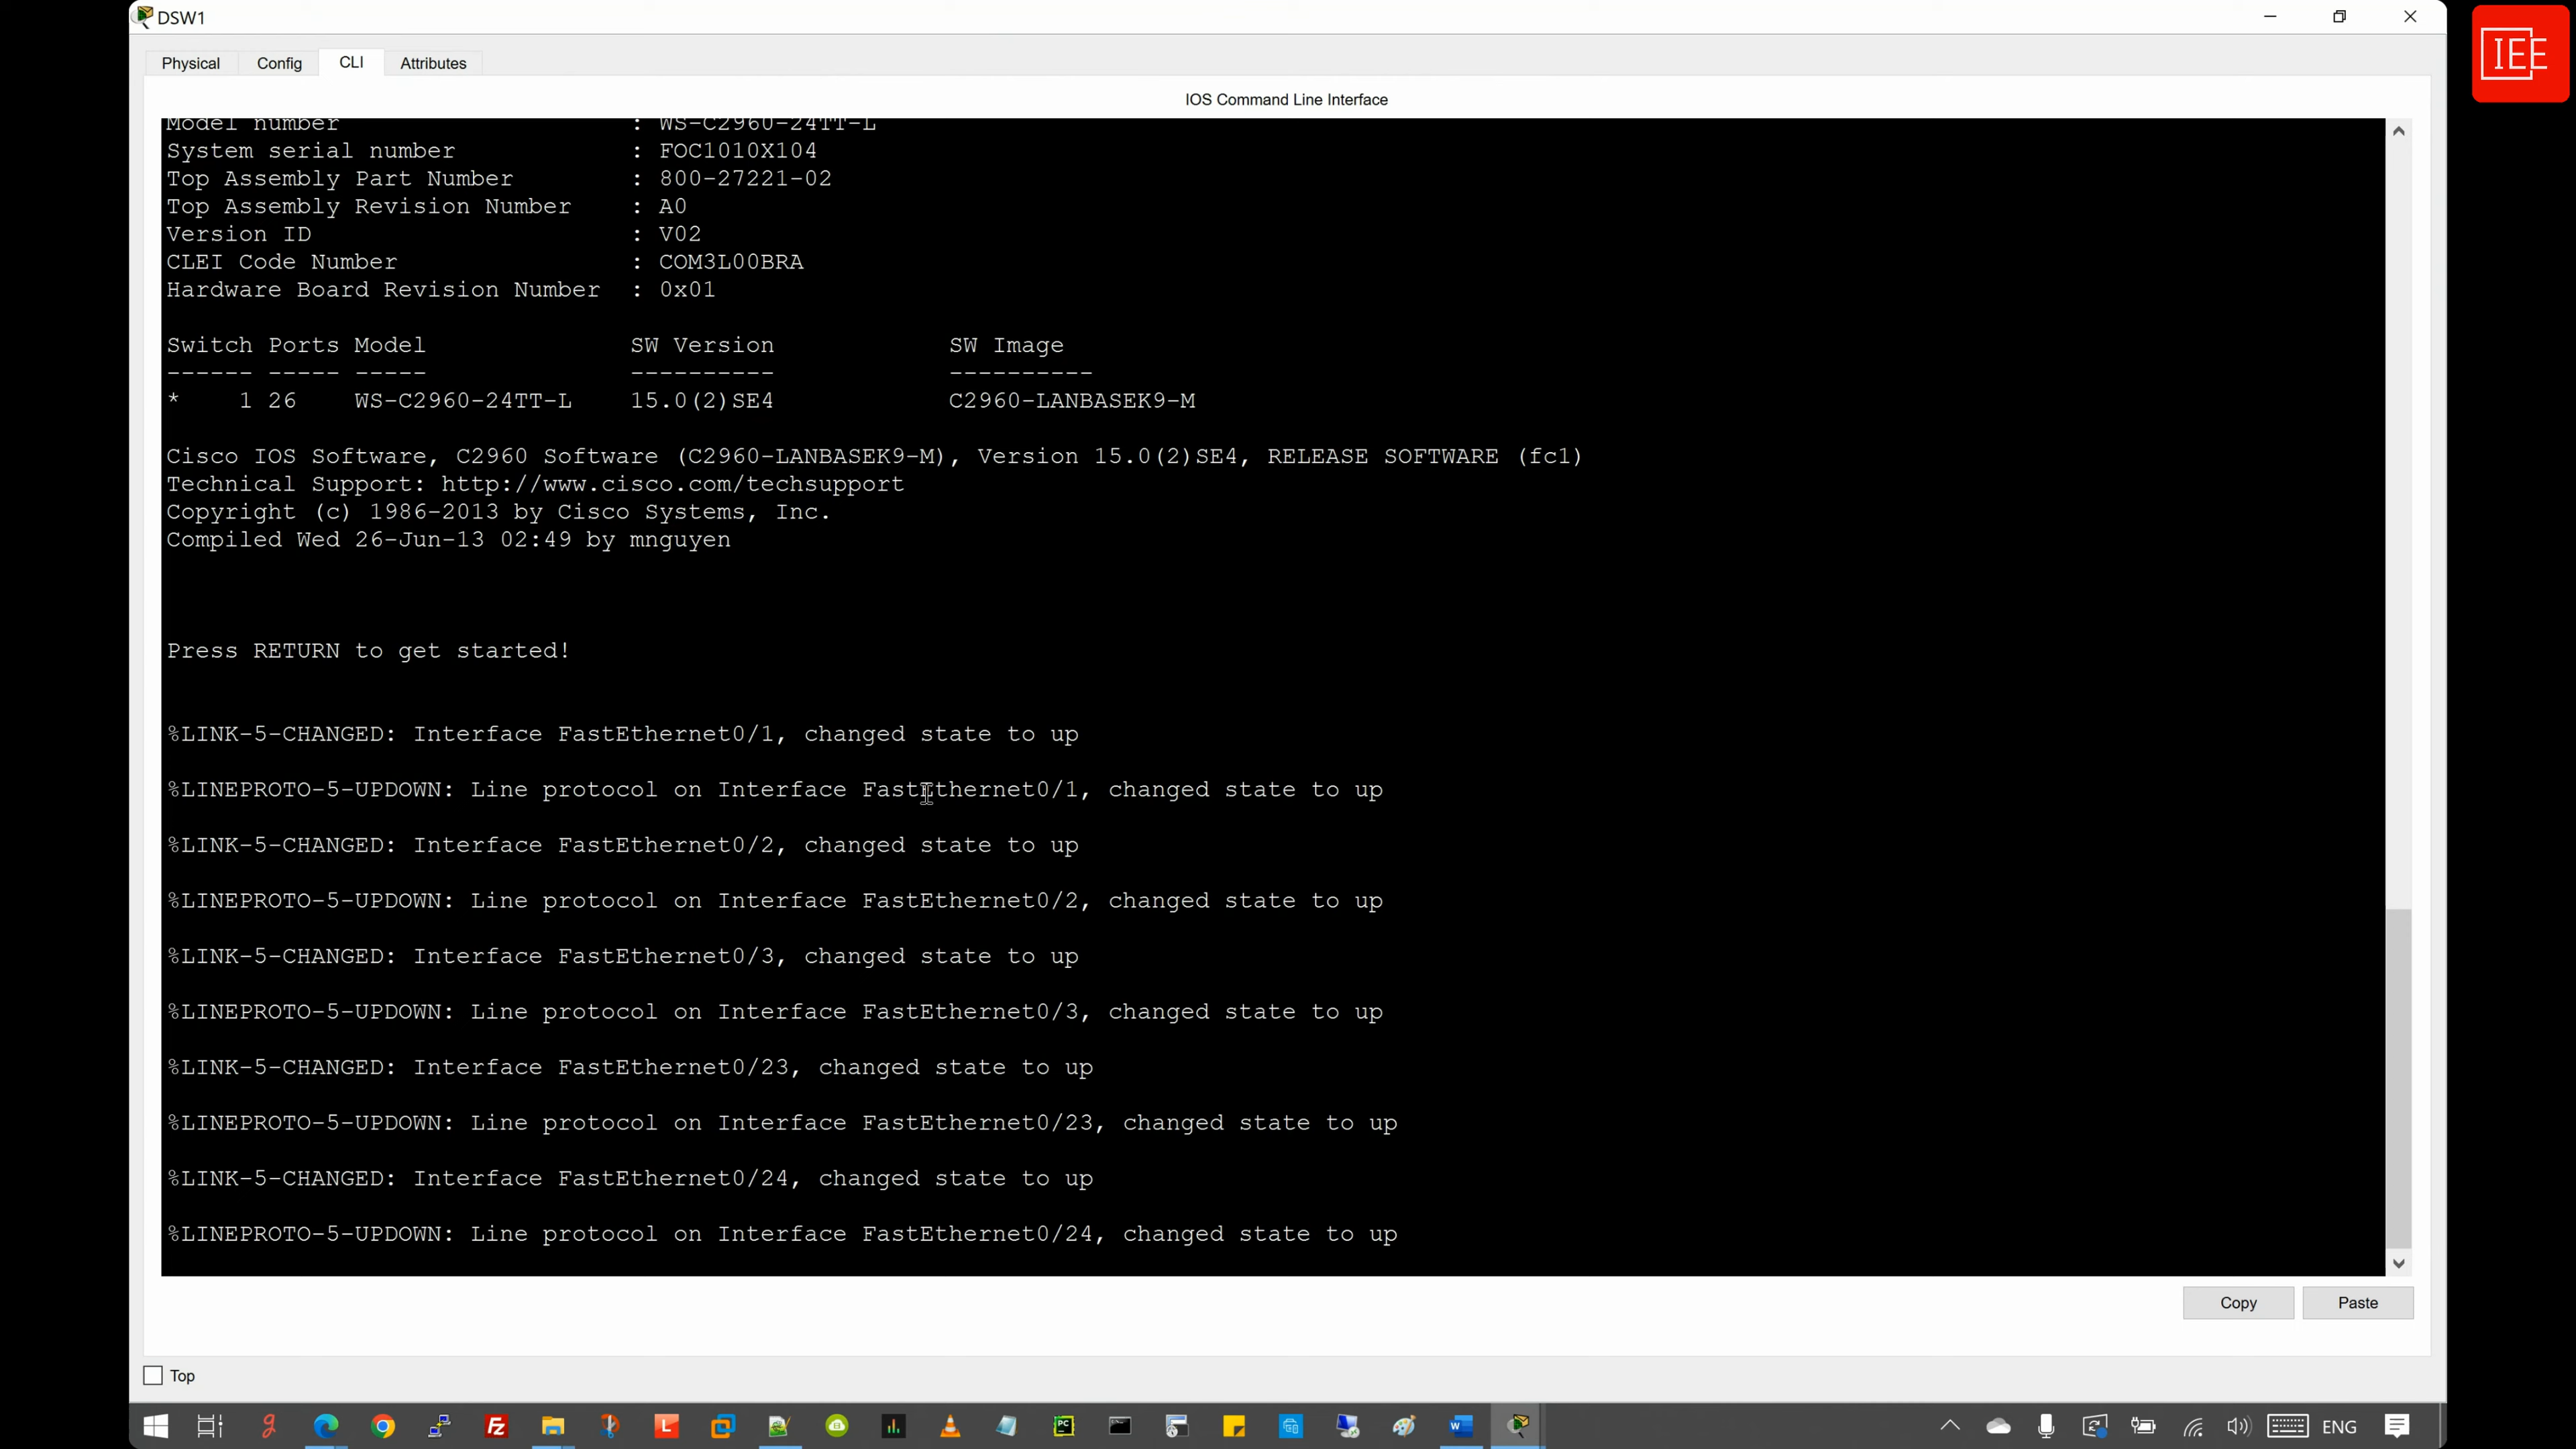 DSW1
Physical Config CLI Attributes
IEE
IOS Command Line Interface
Model number : WS-C2960-24TT-L
System serial number : FOC1010X104
Top Assembly Part Number : 800-27221-02
Top Assembly Revision Number : A0
Version ID : V02
CLEI Code Number : COM3L00BRA
Hardware Board Revision Number : 0x01
Switch Ports Model SW Version SW Image
------ ----- ----- ---------- ----------
* 1 26 WS-C2960-24TT-L 15.0(2)SE4 C2960-LANBASEK9-M
Cisco IOS Software, C2960 Software (C2960-LANBASEK9-M), Version 15.0(2)SE4, RELEASE SOFTWARE (fc1)
Technical Support: http://www.cisco.com/techsupport
Copyright (c) 1986-2013 by Cisco Systems, Inc.
Compiled Wed 26-Jun-13 02:49 by mnguyen
Press RETURN to get started!
%LINK-5-CHANGED: Interface FastEthernet0/1, changed state to up
%LINEPROTO-5-UPDOWN: Line protocol on Interface FastEthernet0/1, changed state to up
%LINK-5-CHANGED: Interface FastEthernet0/2, changed state to up
%LINEPROTO-5-UPDOWN: Line protocol on Interface FastEthernet0/2, changed state to up
%LINK-5-CHANGED: Interface FastEthernet0/3, changed state to up
%LINEPROTO-5-UPDOWN: Line protocol on Interface FastEthernet0/3, changed state to up
%LINK-5-CHANGED: Interface FastEthernet0/23, changed state to up
%LINEPROTO-5-UPDOWN: Line protocol on Interface FastEthernet0/23, changed state to up
%LINK-5-CHANGED: Interface FastEthernet0/24, changed state to up
%LINEPROTO-5-UPDOWN: Line protocol on Interface FastEthernet0/24, changed state to up
Copy Paste
Top
ENG